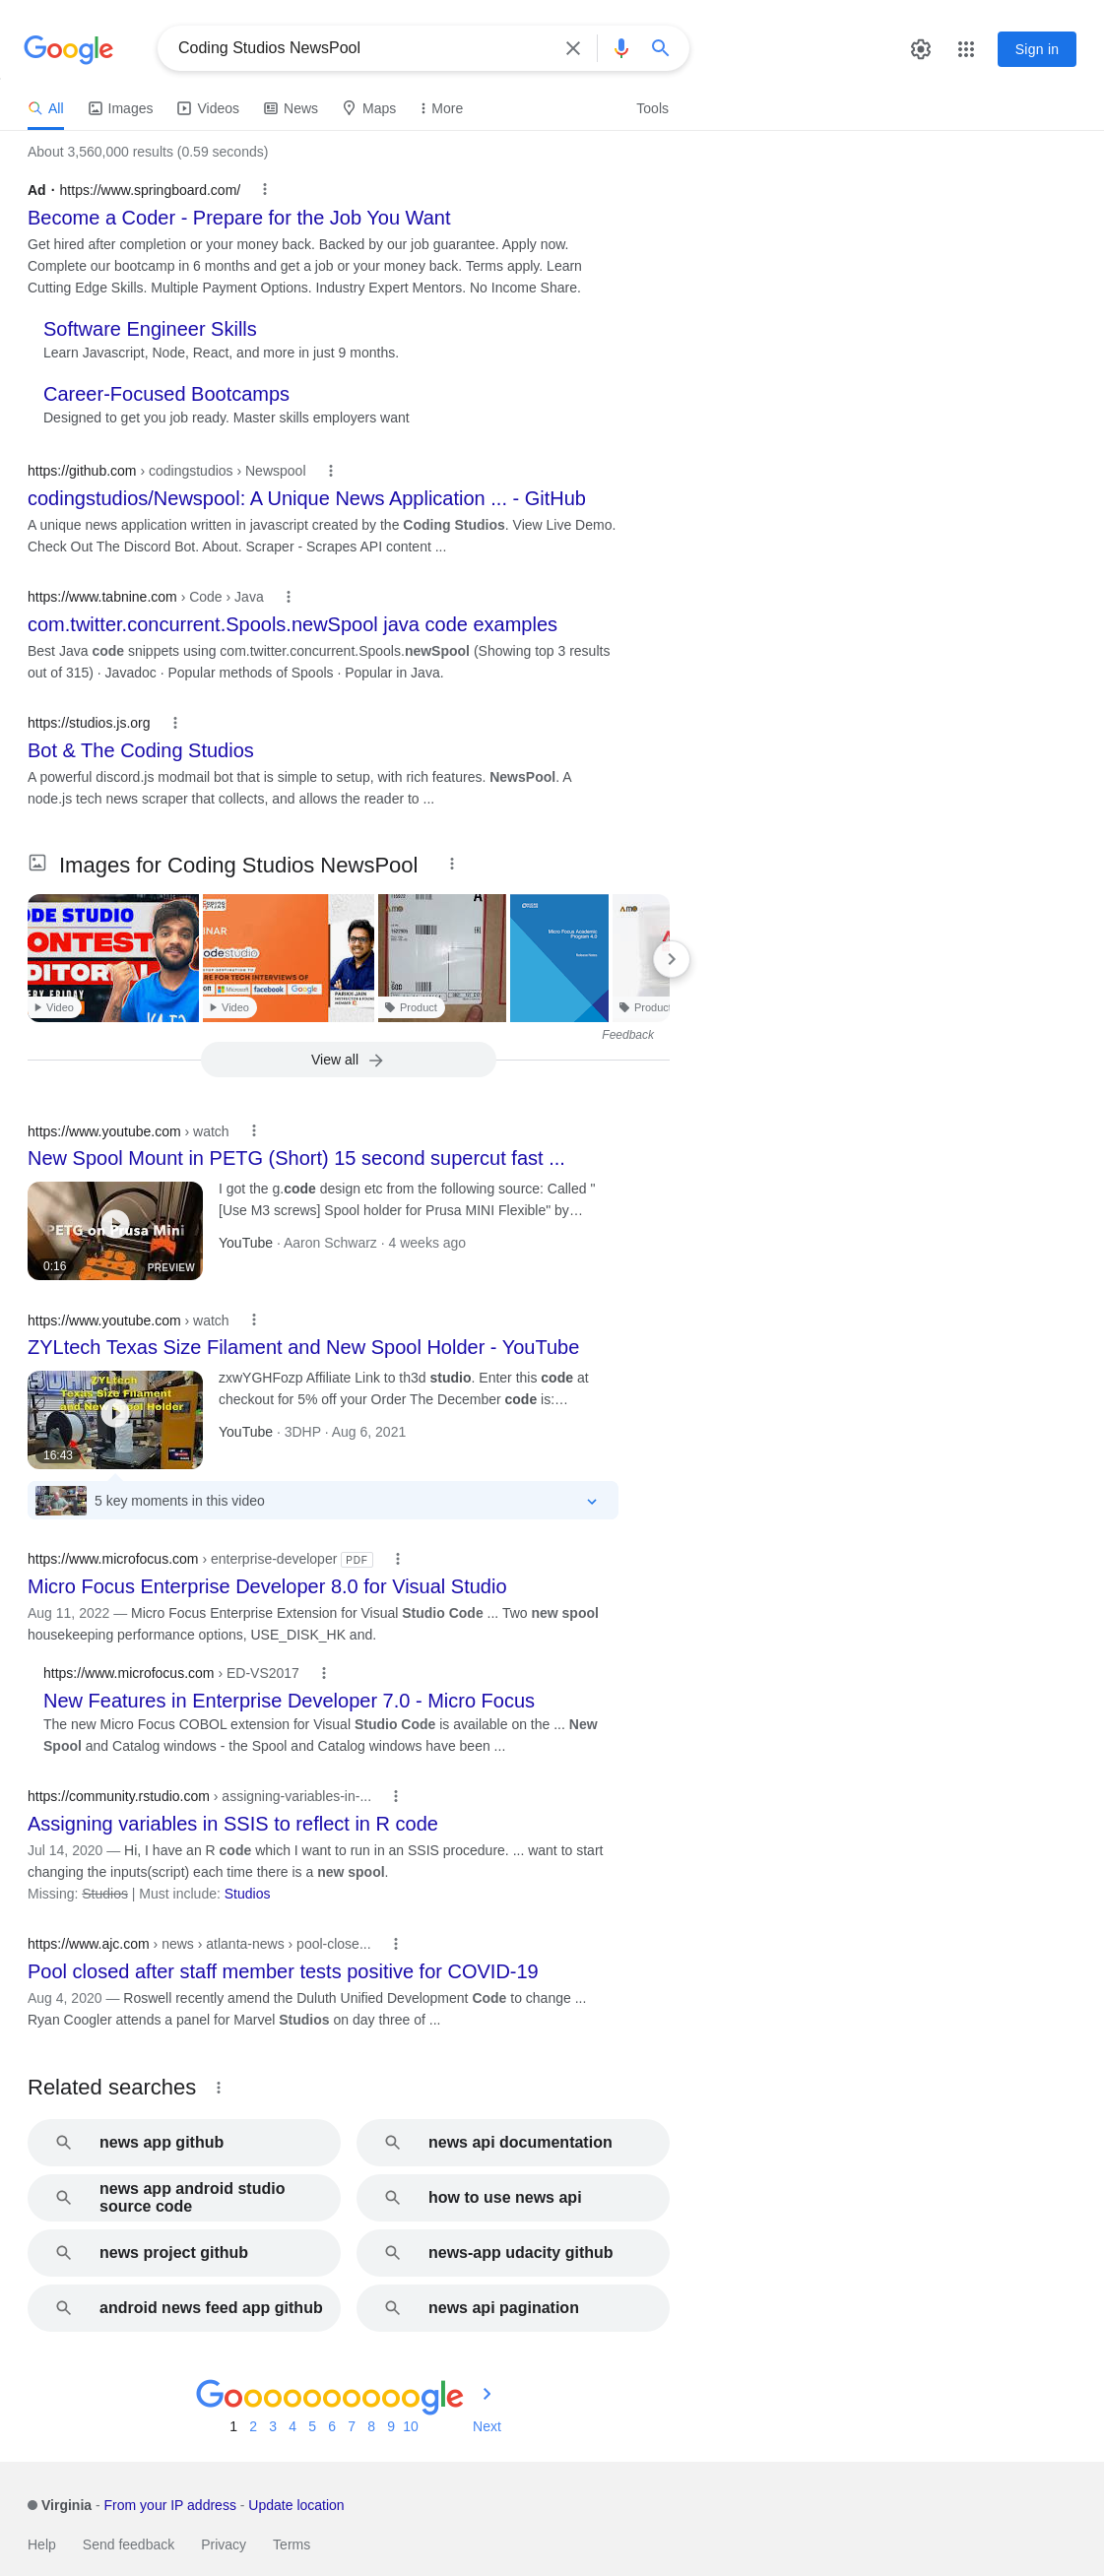 Google
Coding Studios NewsPool
Sign in
All
Images
Videos
News
Maps
More
Tools
About 3,560,000 results (0.59 seconds)
Ad · https://www.springboard.com/
Become a Coder - Prepare for the Job You Want
Get hired after completion or your money back. Backed by our job guarantee. Apply now.
Complete our bootcamp in 6 months and get a job or your money back. Terms apply. Learn
Cutting Edge Skills. Multiple Payment Options. Industry Expert Mentors. No Income Share.
Software Engineer Skills
Learn Javascript, Node, React, and more in just 9 months.
Career-Focused Bootcamps
Designed to get you job ready. Master skills employers want
https://github.com › codingstudios › Newspool
codingstudios/Newspool: A Unique News Application ... - GitHub
A unique news application written in javascript created by the Coding Studios. View Live Demo.
Check Out The Discord Bot. About. Scraper - Scrapes API content ...
https://www.tabnine.com › Code › Java
com.twitter.concurrent.Spools.newSpool java code examples
Best Java code snippets using com.twitter.concurrent.Spools.newSpool (Showing top 3 results
out of 315) · Javadoc · Popular methods of Spools · Popular in Java.
https://studios.js.org
Bot & The Coding Studios
A powerful discord.js modmail bot that is simple to setup, with rich features. NewsPool. A
node.js tech news scraper that collects, and allows the reader to ...
Images for Coding Studios NewsPool
ODE STUDIO
ONTEST
DITORIAL
ERY FRIDAY
Video
INAR
odestudio
RE FOR TECH INTERVIEWS OF
on Microsoft facebook Google
PARIKH JAIN
Video
A
Product
Micro Focus Academic
Program 4.0
Release Notes
AMO
Product
Feedback
View all
https://www.youtube.com › watch
New Spool Mount in PETG (Short) 15 second supercut fast ...
I got the g.code design etc from the following source: Called "
[Use M3 screws] Spool holder for Prusa MINI Flexible" by…
YouTube · Aaron Schwarz · 4 weeks ago
PETG on Prusa Mini
0:16
PREVIEW
https://www.youtube.com › watch
ZYLtech Texas Size Filament and New Spool Holder - YouTube
zxwYGHFozp Affiliate Link to th3d studio. Enter this code at
checkout for 5% off your Order The December code is:…
YouTube · 3DHP · Aug 6, 2021
ZYLtech
Texas Size Filament
and New Spool Holder
16:43
5 key moments in this video
https://www.microfocus.com › enterprise-developer PDF
Micro Focus Enterprise Developer 8.0 for Visual Studio
Aug 11, 2022 — Micro Focus Enterprise Extension for Visual Studio Code ... Two new spool
housekeeping performance options, USE_DISK_HK and.
https://www.microfocus.com › ED-VS2017
New Features in Enterprise Developer 7.0 - Micro Focus
The new Micro Focus COBOL extension for Visual Studio Code is available on the ... New
Spool and Catalog windows - the Spool and Catalog windows have been ...
https://community.rstudio.com › assigning-variables-in-...
Assigning variables in SSIS to reflect in R code
Jul 14, 2020 — Hi, I have an R code which I want to run in an SSIS procedure. ... want to start
changing the inputs(script) each time there is a new spool.
Missing: Studios | Must include: Studios
https://www.ajc.com › news › atlanta-news › pool-close...
Pool closed after staff member tests positive for COVID-19
Aug 4, 2020 — Roswell recently amend the Duluth Unified Development Code to change ...
Ryan Coogler attends a panel for Marvel Studios on day three of ...
Related searches
news app github
news api documentation
news app android studio
source code
how to use news api
news project github
news-app udacity github
android news feed app github
news api pagination
Goooooooooogle
1 2 3 4 5 6 7 8 9 10 Next
Virginia - From your IP address - Update location
Help Send feedback Privacy Terms